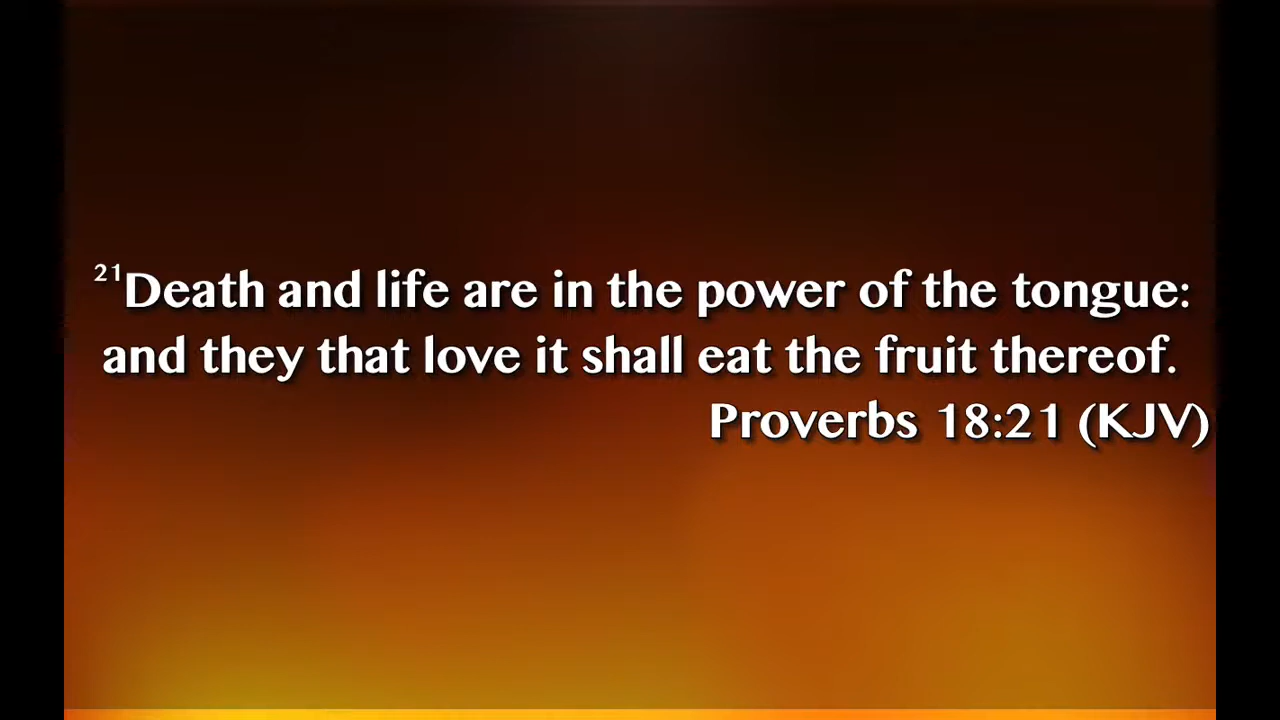 21Death and life are in the power of the tongue:
and they that love it shall eat the fruit thereof.
Proverbs 18:21 (KJV)